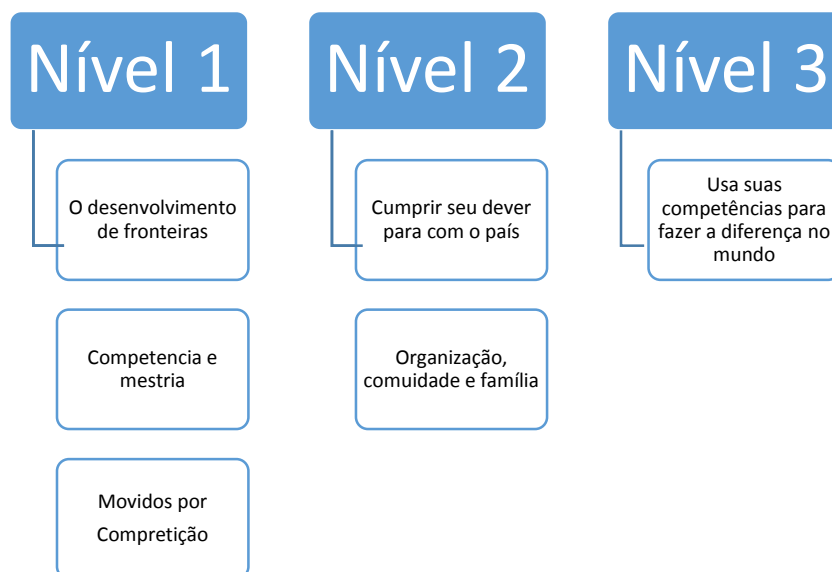 Nível 1
O desenvolvimento
de fronteiras
Competencia e
mestria
Movidos por
Compretição
Nível 2
Cumprir seu dever
para com o país
Organização,
comuidade e família
Nível 3
Usa suas
competências para
fazer a diferença no
mundo